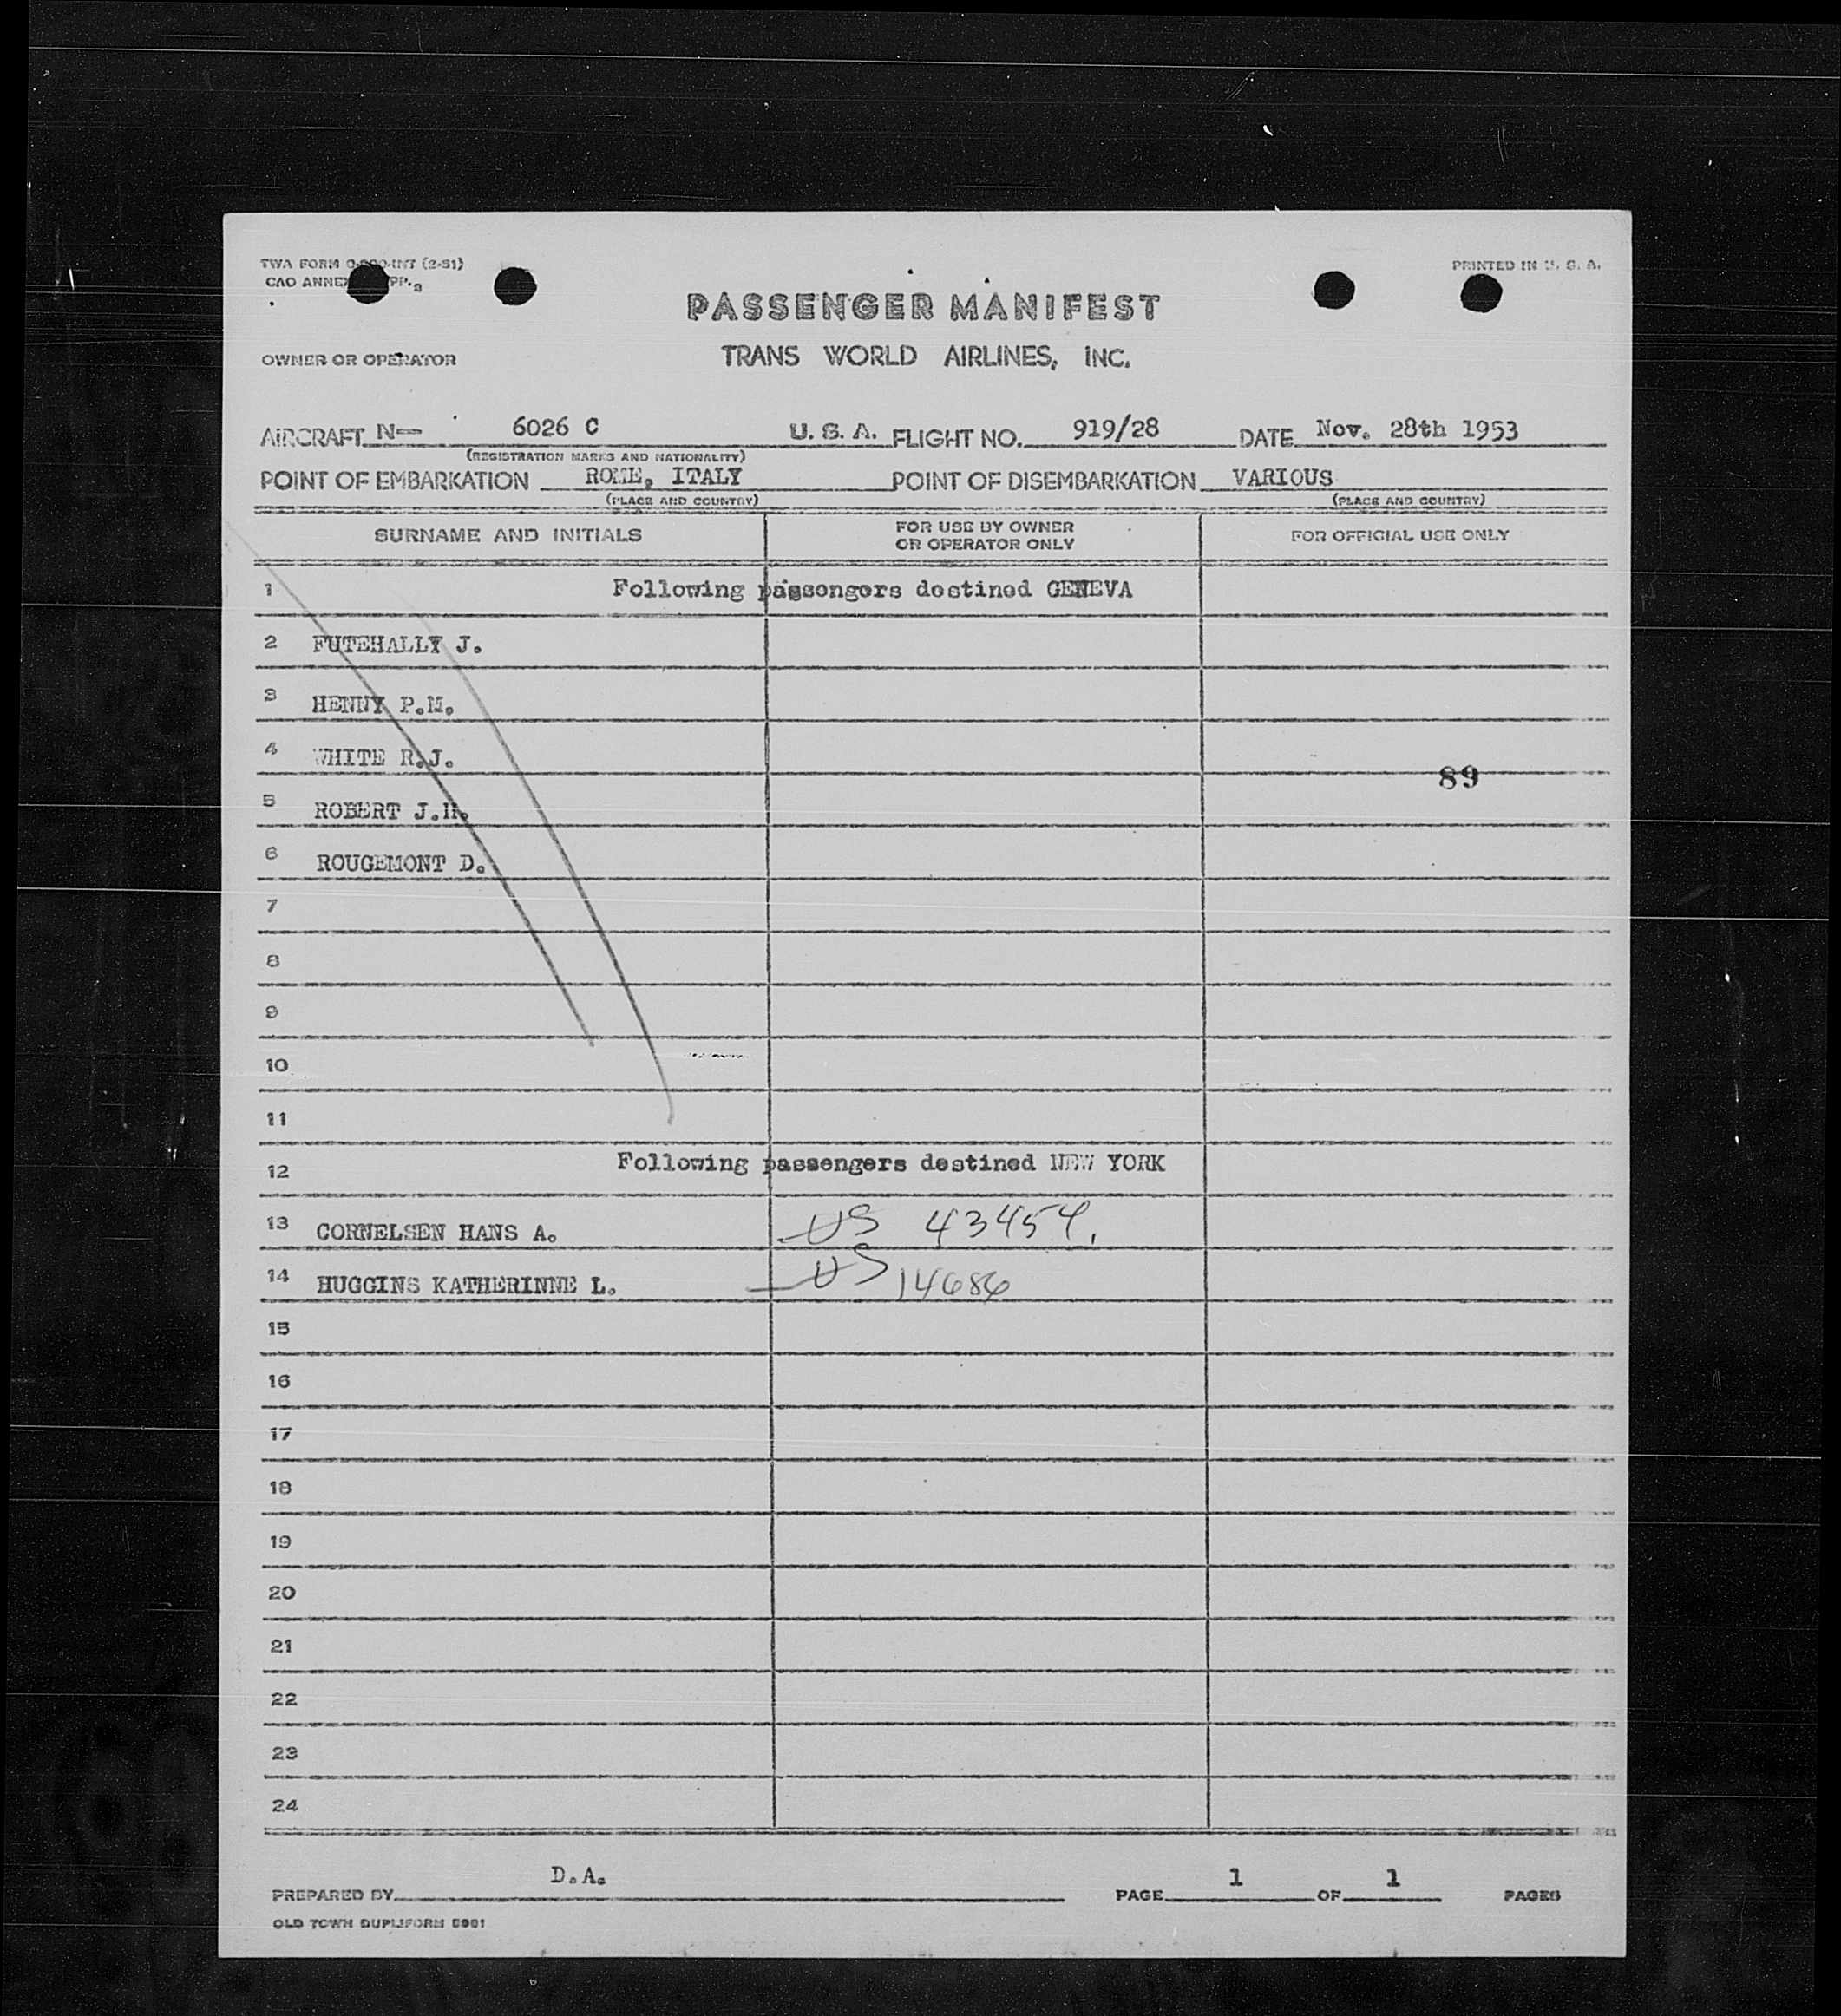 TWA FORM (2-51)
PRINTED IN U. S. A.
CAO ANNEX
PASSENGER MANIFEST
OWNER OR OPERATOR TRANS WORLD AIRLINES, INC.
AIRCRAFT N— 6026 C U. S. A. FLIGHT NO. 919/28 DATE Nov. 28th 1953
(REGISTRATION MARKS AND NATIONALITY)
POINT OF EMBARKATION ROME, ITALY POINT OF DISEMBARKATION VARIOUS
(PLACE AND COUNTRY) (PLACE AND COUNTRY)
SURNAME AND INITIALS FOR USE BY OWNER OR OPERATOR ONLY FOR OFFICIAL USE ONLY
1 Following passengers destined GENEVA
2 FUTEHALLY J.
3 HENNY P.M.
4 WHITE R.J.
89
5 ROBERT J.H.
6 ROUGEMONT D.
7
8
9
10
11
12 Following passengers destined NEW YORK
13 CORNELSEN HANS A. US 43454.
14 HUGGINS KATHERINNE L. US 14686
15
16
17
18
19
20
21
22
23
24
PREPARED BY D.A. PAGE 1 OF 1 PAGES
OLD TOWN DUPLIFORM